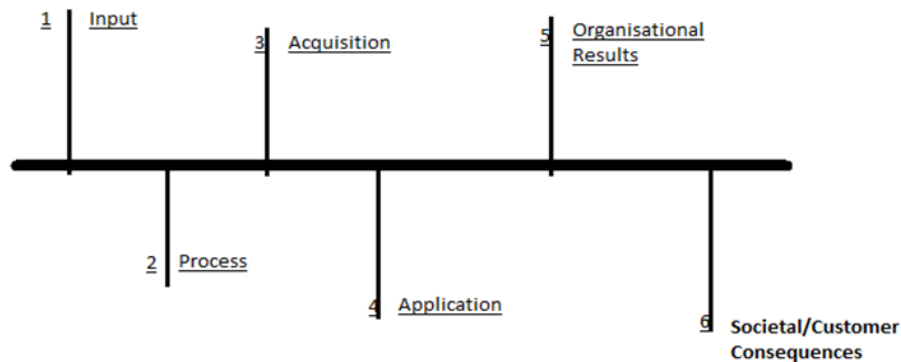 1 Input
2 Process
3 Acquisition
4 Application
5 Organisational
Results
6 Societal/Customer
Consequences